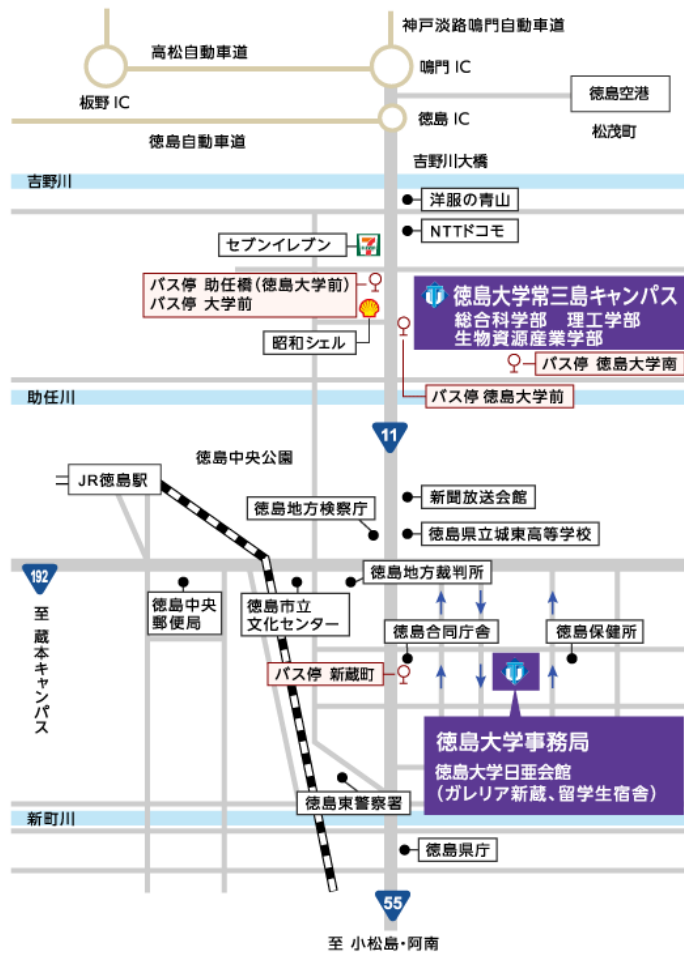 神戸淡路鳴門自動車道
高松自動車道
鳴門 IC
板野 IC
徳島空港
徳島 IC
松茂町
徳島自動車道
吉野川大橋
吉野川
洋服の青山
NTTドコモ
セブンイレブン
バス停 助任橋(徳島大学前)
バス停 大学前
徳島大学常三島キャンパス
総合科学部 理工学部
生物資源産業学部
昭和シェル
バス停 徳島大学南
助任川
バス停 徳島大学前
11
徳島中央公園
JR徳島駅
新聞放送会館
徳島地方検察庁
徳島県立城東高等学校
192
徳島地方裁判所
至 蔵本キャンパス
徳島中央
郵便局
徳島市立
文化センター
徳島合同庁舎
徳島保健所
バス停 新蔵町
徳島大学事務局
徳島大学日亜会館
(ガレリア新蔵、留学生宿舎)
徳島東警察署
新町川
徳島県庁
55
至 小松島・阿南